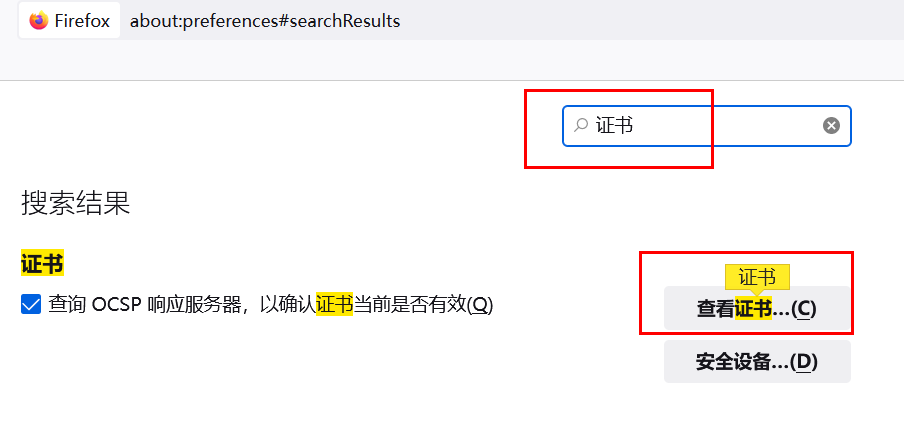 Firefox about:preferences#searchResults
证书
搜索结果
证书
证书
查询 OCSP 响应服务器，以确认证书当前是否有效(Q)
查看证书...(C)
安全设备...(D)